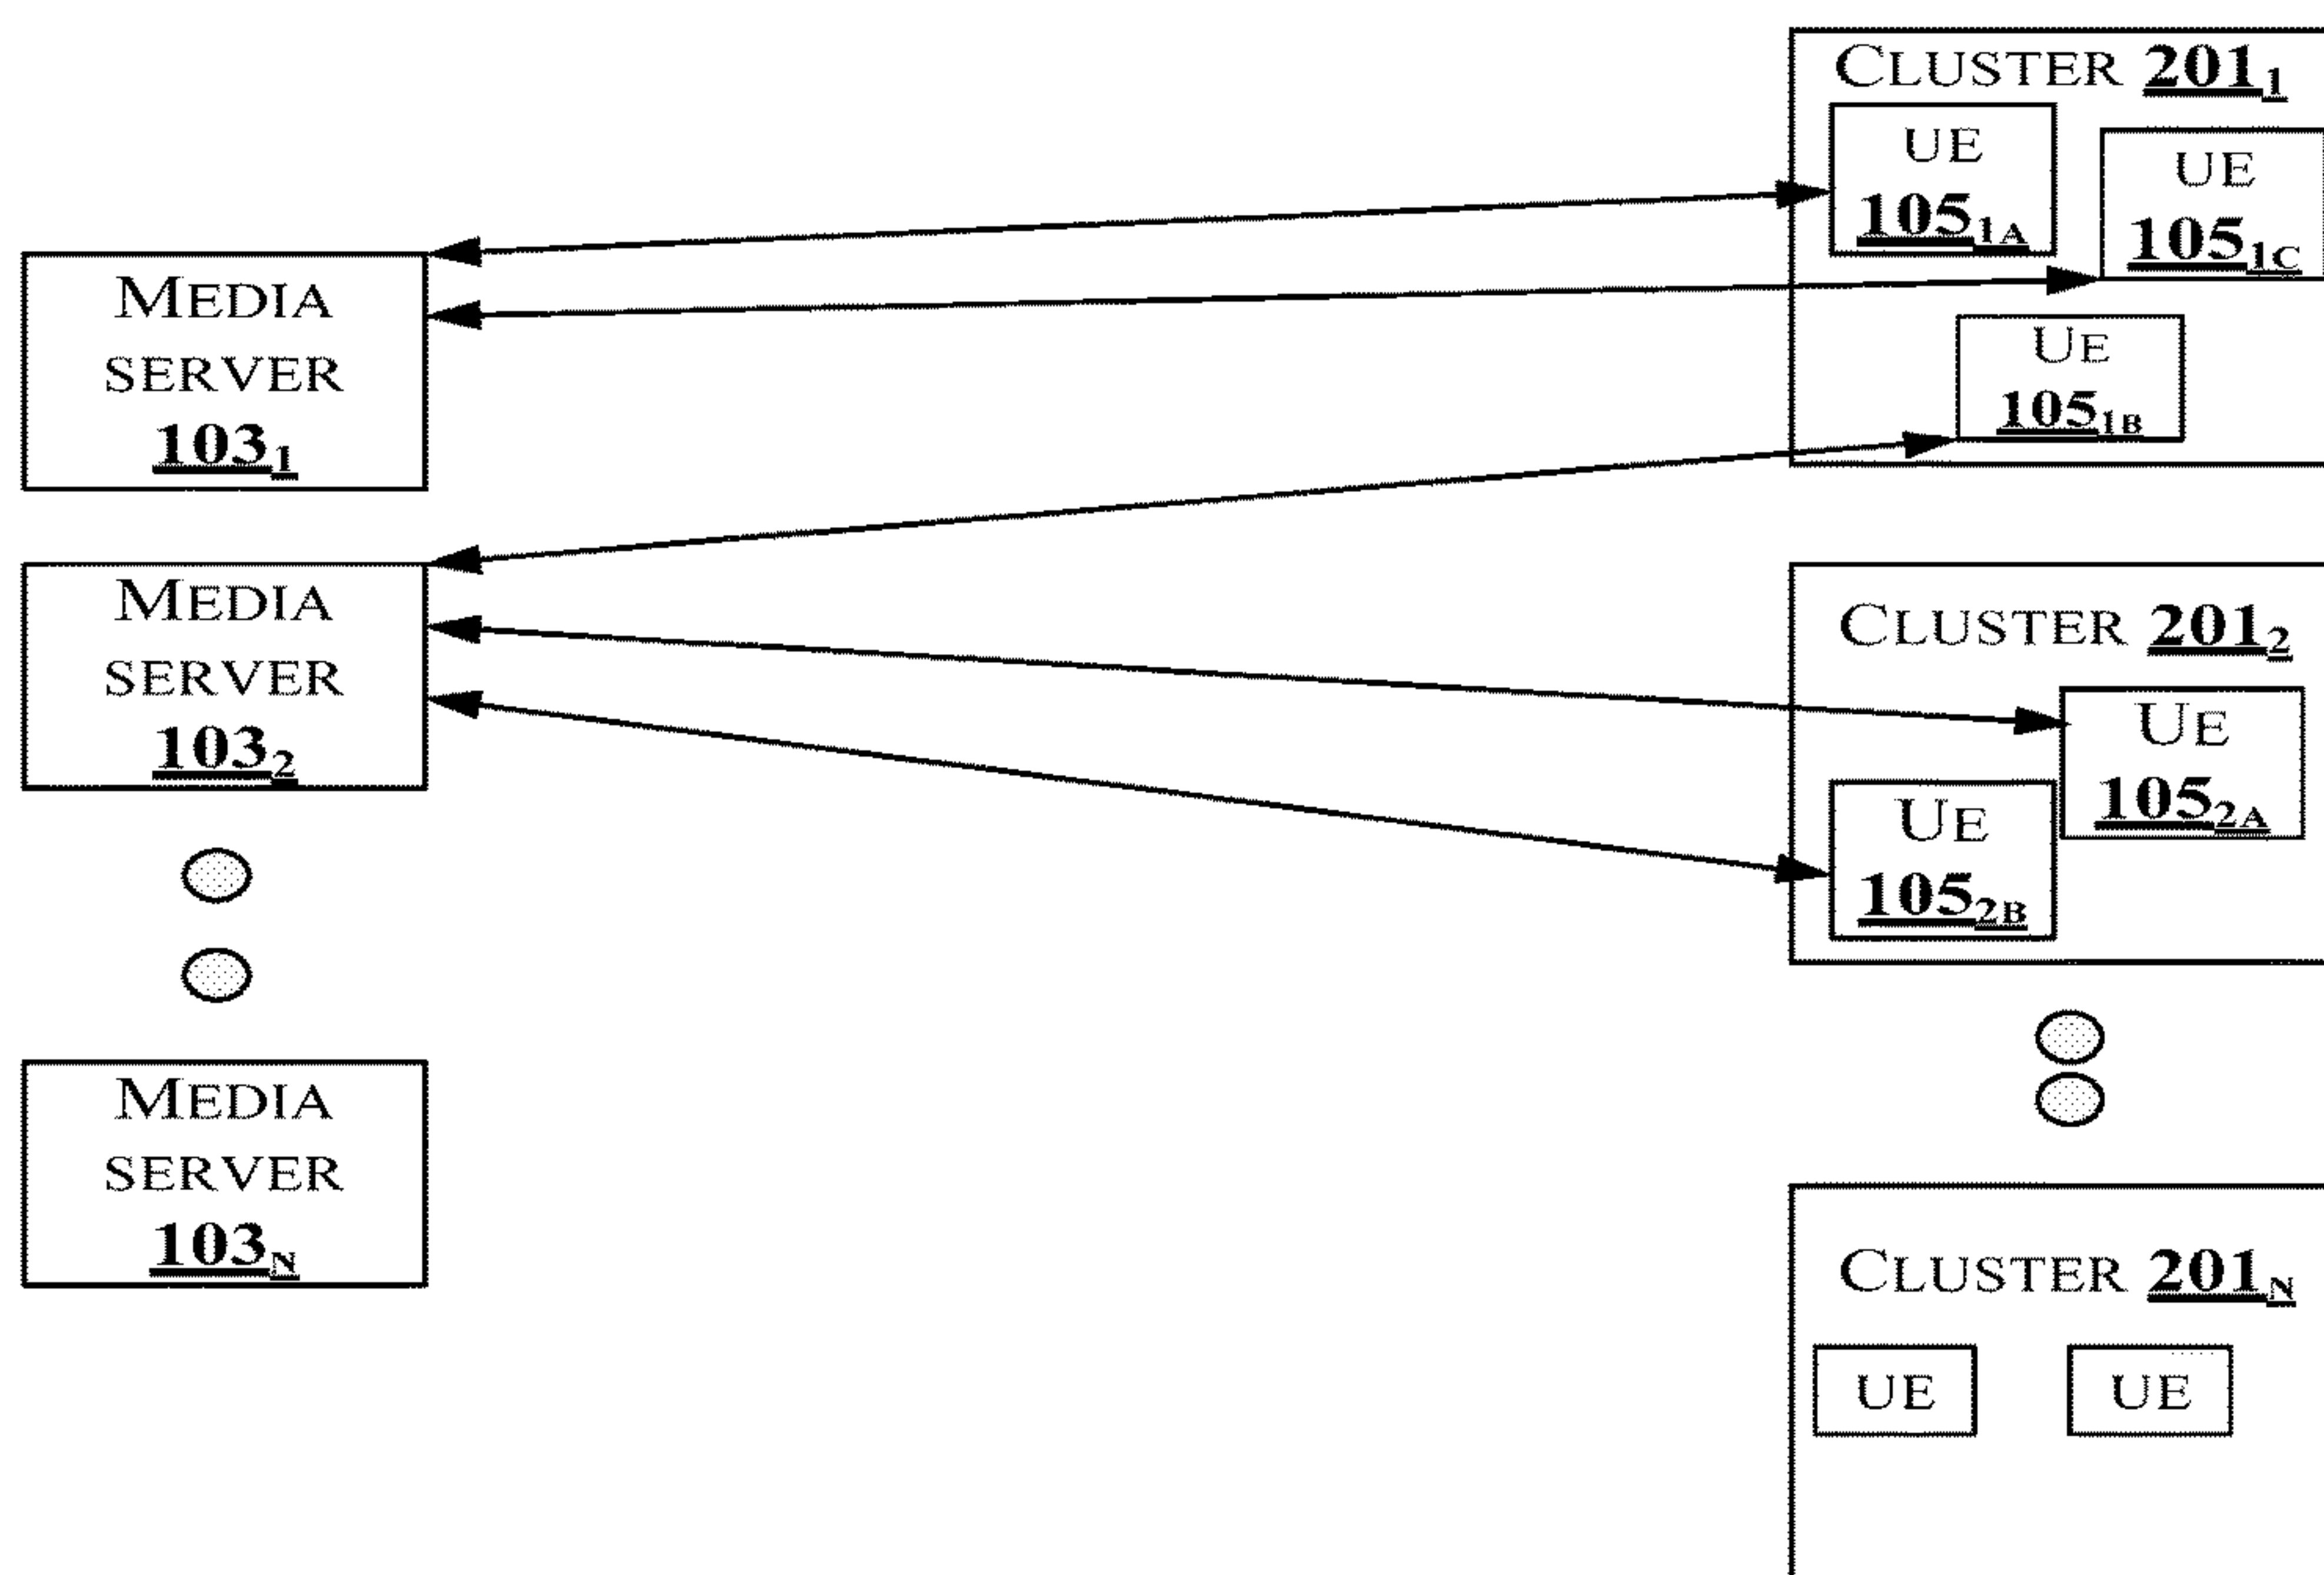 MEDIA
SERVER
103₁
MEDIA
SERVER
103₂
MEDIA
SERVER
103N
CLUSTER 201₁
UE
105₁A
UE
105₁C
UE
105₁B
CLUSTER 201₂
UE
105₂A
UE
105₂B
CLUSTER 201N
UE
UE